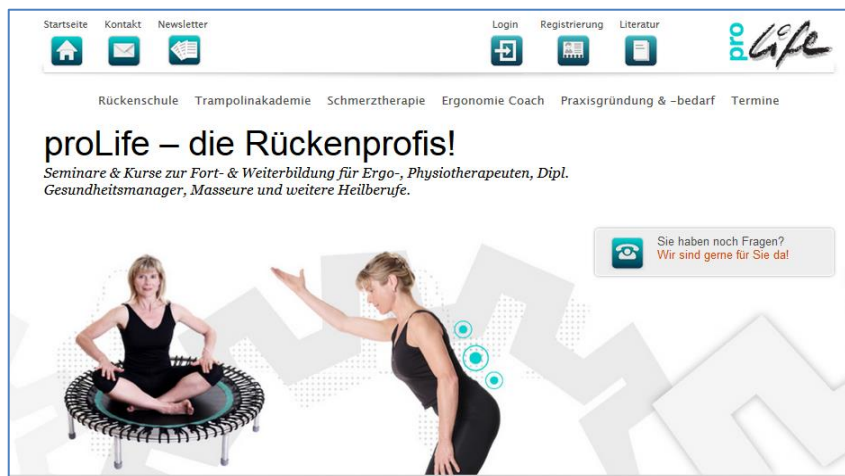 Startseite Kontakt Newsletter Login Registrierung Literatur
pro Life
Rückenschule Trampolinakademie Schmerztherapie Ergonomie Coach Praxisgründung & -bedarf Termine
proLife – die Rückenprofis!
Seminare & Kurse zur Fort- & Weiterbildung für Ergo-, Physiotherapeuten, Dipl.
Gesundheitsmanager, Masseure und weitere Heilberufe.
Sie haben noch Fragen?
Wir sind gerne für Sie da!